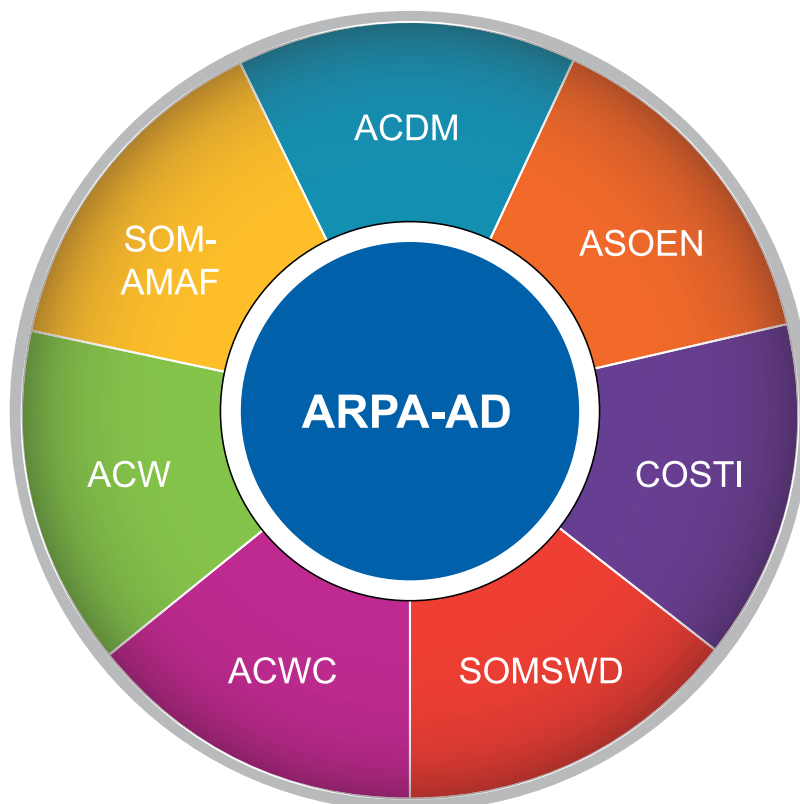 ACDM
ASOEN
COSTI
SOMSWD
ACWC
ACW
SOM-
AMAF
ARPA-AD